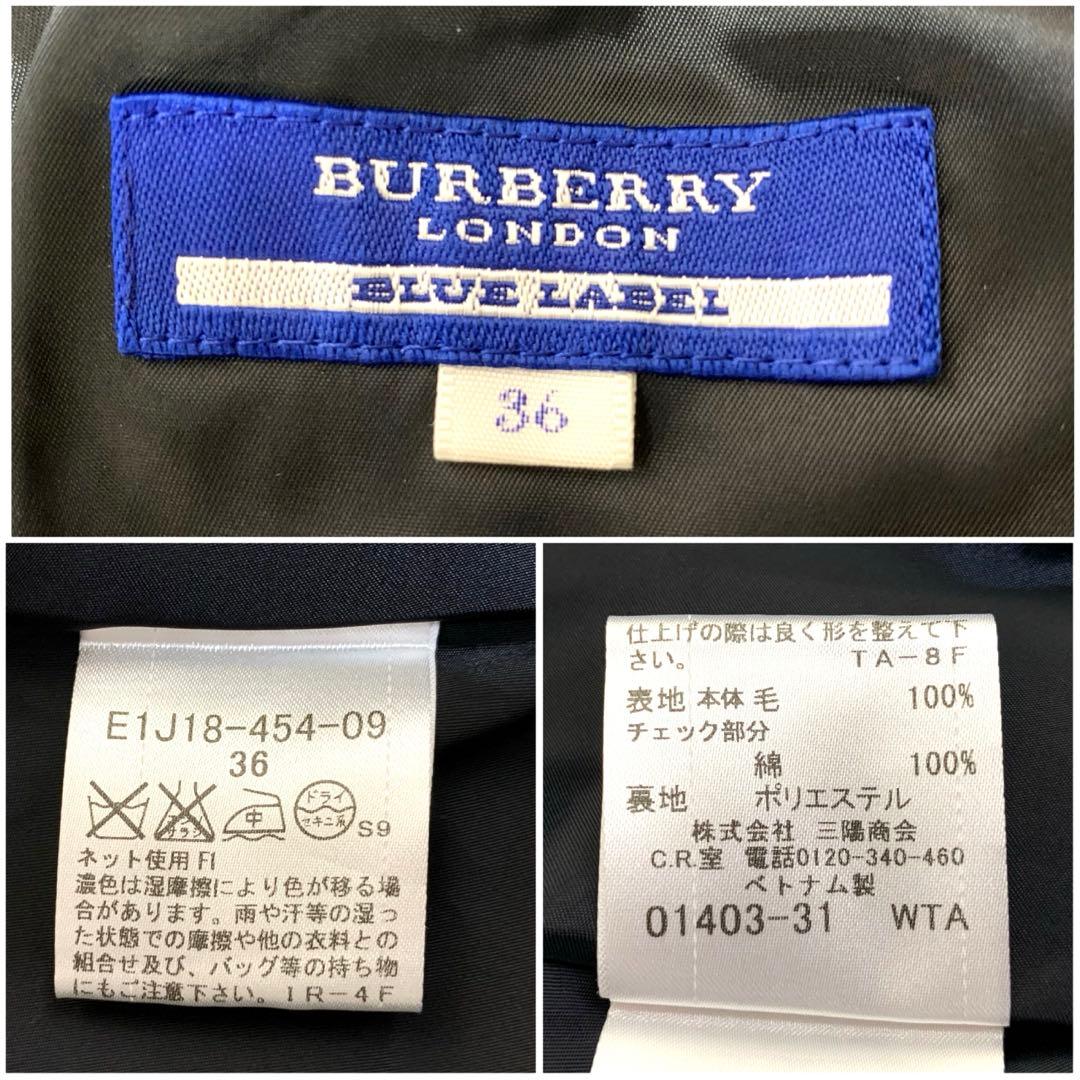 BURBERRY
LONDON
BLUE LABEL
36
E1J18-454-09
36
サラシ
中
ドライ
セキユ系
S9
ネット使用 FI
濃色は湿摩擦により色が移る場
合があります。雨や汗等の湿っ
た状態での摩擦や他の衣料との
組合せ及び、バッグ等の持ち物
にもご注意下さい。IR-4F
仕上げの際は良く形を整えて下
さい。 TA-8F
表地 本体 毛 100%
チェック部分
綿 100%
裏地 ポリエステル
株式会社 三陽商会
C.R.室 電話0120-340-460
ベトナム製
01403-31 WTA